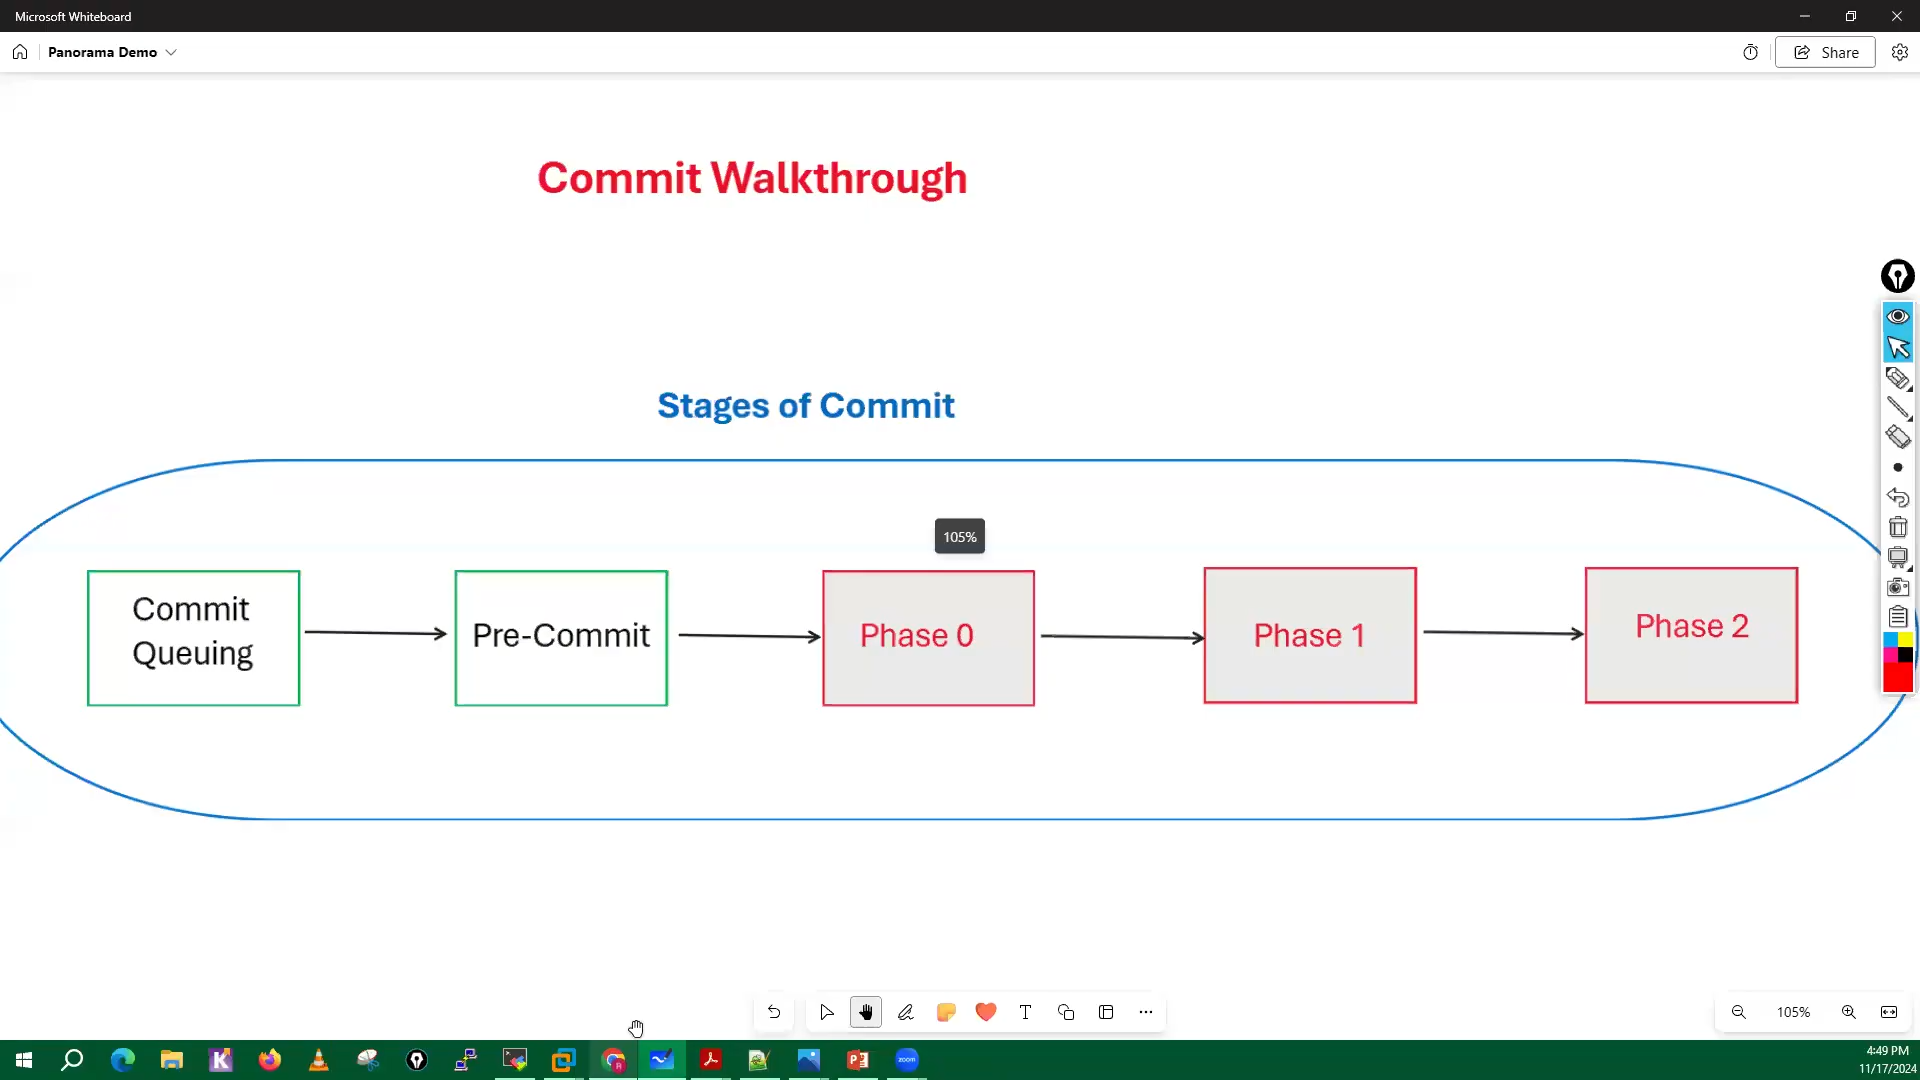 Microsoft Whiteboard
Panorama Demo
Share
Commit Walkthrough
Stages of Commit
105%
Commit
Queuing
Pre-Commit
Phase 0
Phase 1
Phase 2
105%
zoom
4:49 PM
11/17/2024